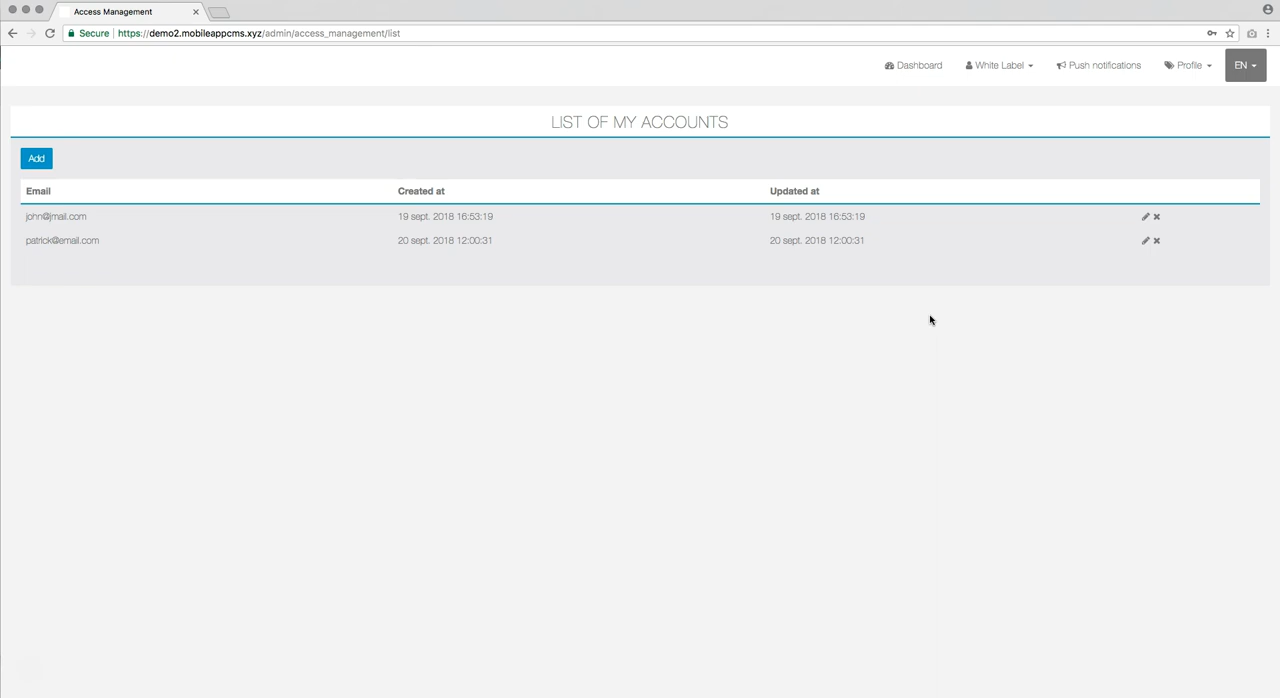 Access Management
Secure https://demo2.mobileappcms.xyz/admin/access_management/list
Dashboard White Label Push notifications Profile EN
LIST OF MY ACCOUNTS
Add
Email Created at Updated at
john@jmail.com 19 sept. 2018 16:53:19 19 sept. 2018 16:53:19
patrick@email.com 20 sept. 2018 12:00:31 20 sept. 2018 12:00:31